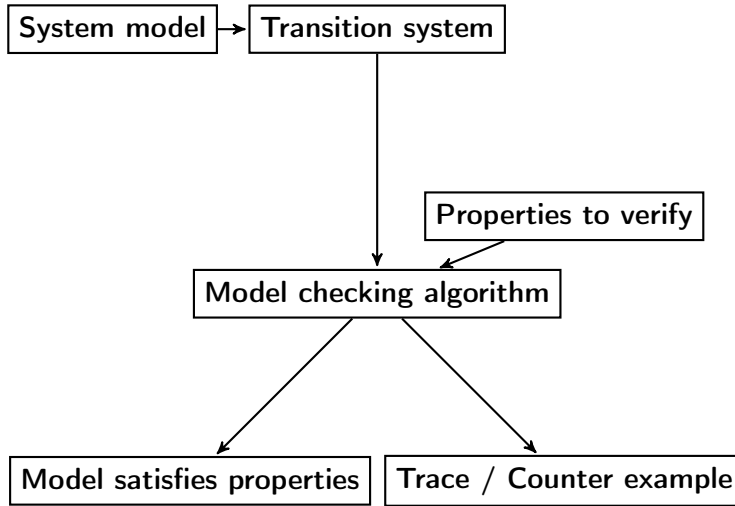 System model
Transition system
Properties to verify
Model checking algorithm
Model satisfies properties
Trace / Counter example